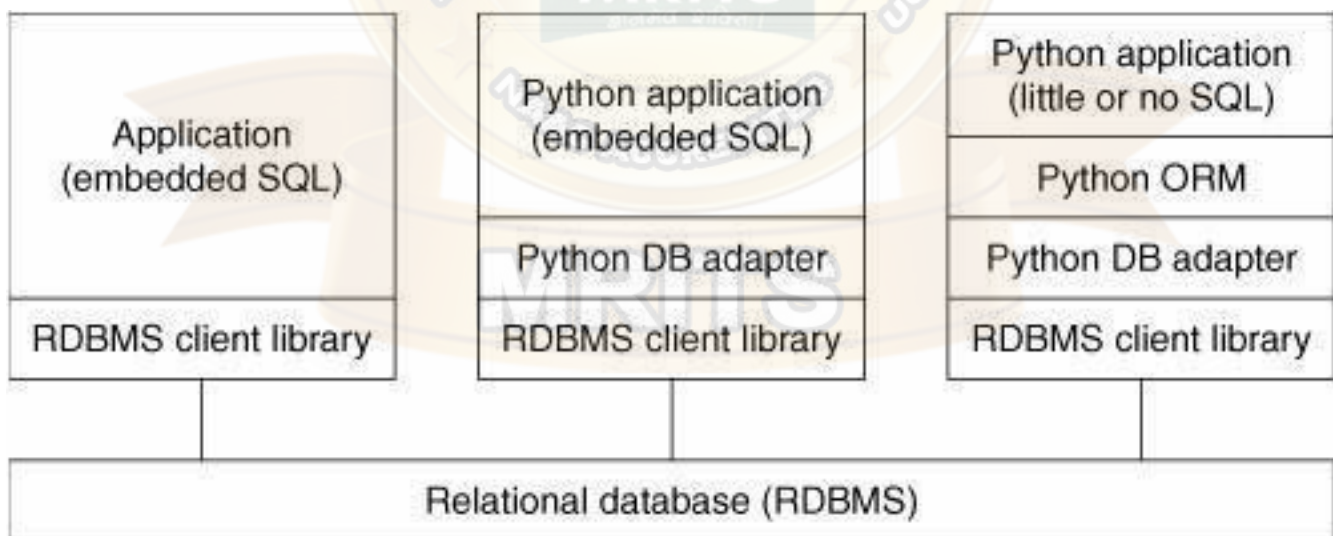 Application
(embedded SQL)
RDBMS client library
Python application
(embedded SQL)
Python DB adapter
RDBMS client library
Python application
(little or no SQL)
Python ORM
Python DB adapter
RDBMS client library
Relational database (RDBMS)
MRITS